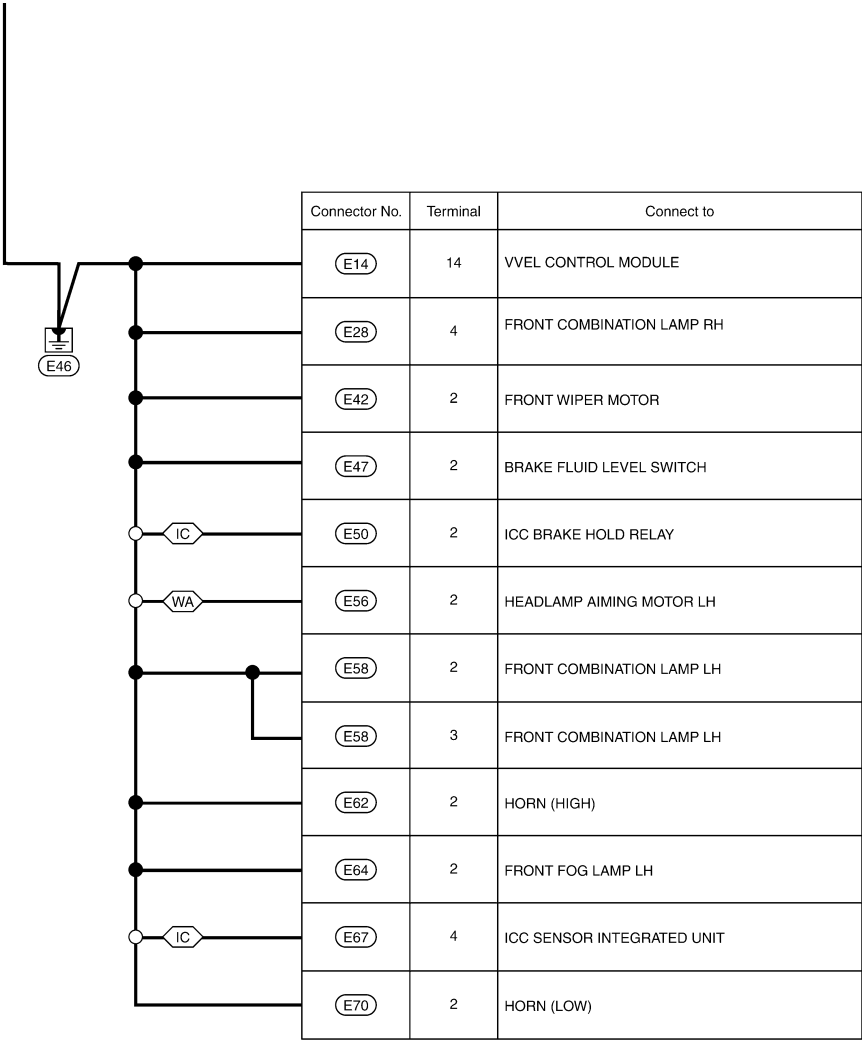 Connector No. Terminal Connect to
E14 14 VVEL CONTROL MODULE
E28 4 FRONT COMBINATION LAMP RH
E46
E42 2 FRONT WIPER MOTOR
E47 2 BRAKE FLUID LEVEL SWITCH
IC E50 2 ICC BRAKE HOLD RELAY
WA E56 2 HEADLAMP AIMING MOTOR LH
E58 2 FRONT COMBINATION LAMP LH
E58 3 FRONT COMBINATION LAMP LH
E62 2 HORN (HIGH)
E64 2 FRONT FOG LAMP LH
IC E67 4 ICC SENSOR INTEGRATED UNIT
E70 2 HORN (LOW)